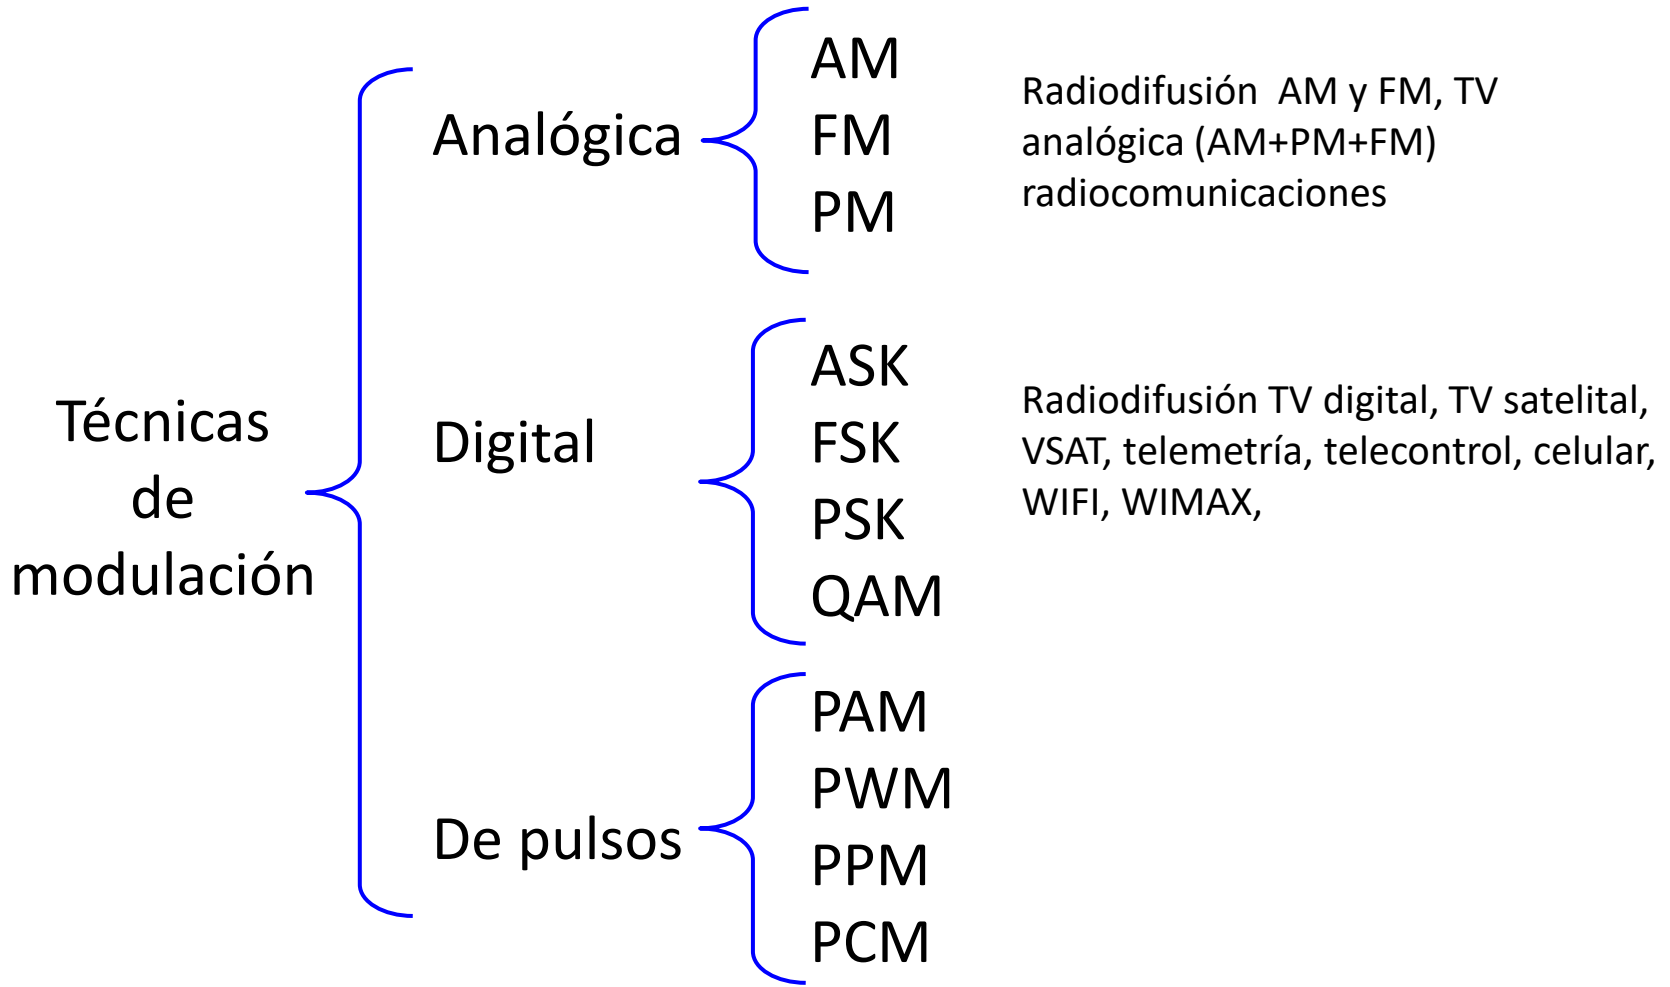 Técnicas
de
modulación
Analógica
AM
FM
PM
Radiodifusión  AM y FM, TV
analógica (AM+PM+FM)
radiocomunicaciones
Digital
ASK
FSK
PSK
QAM
Radiodifusión TV digital, TV satelital,
VSAT, telemetría, telecontrol, celular,
WIFI, WIMAX,
De pulsos
PAM
PWM
PPM
PCM